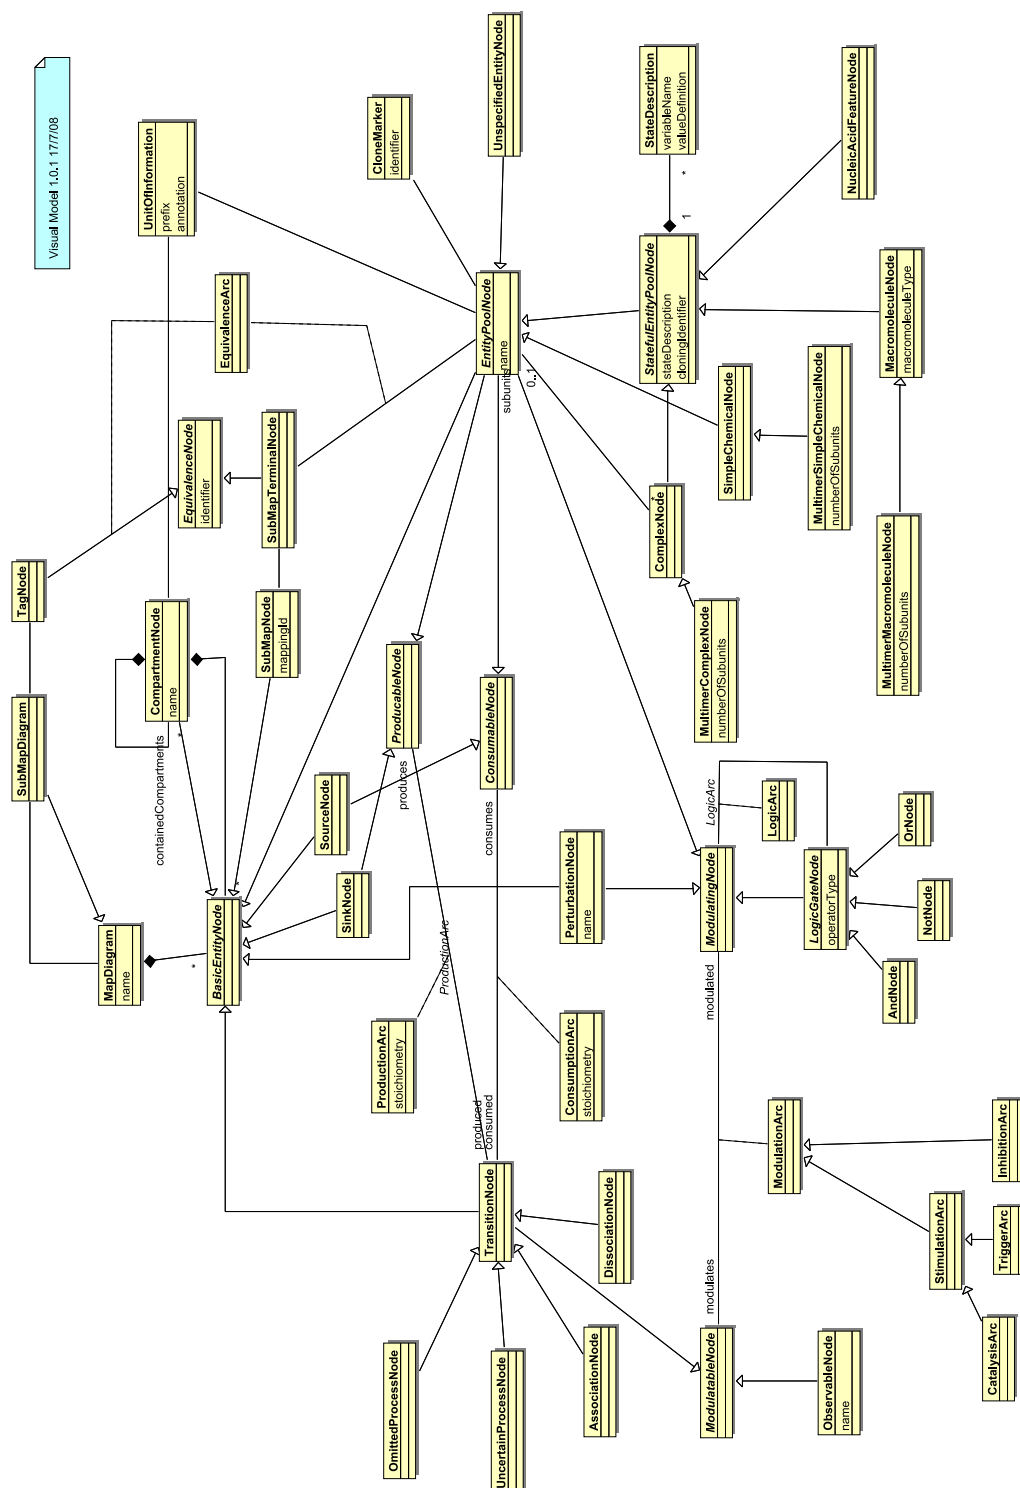 Visual Model 1.0.1 17/7/08
UnitOfInformation
prefix
annotation
CloneMarker
identifier
UnspecifiedEntityNode
StateDescription
variableName
valueDefinition
NucleicAcidFeatureNode
EquivalenceArc
EntityPoolNode
name
subunits
0..1
*
1
StatefulEntityPoolNode
stateDescription
cloningIdentifier
MacromoleculeNode
macromoleculeType
EquivalenceNode
identifier
SubMapTerminalNode
SimpleChemicalNode
MultimerSimpleChemicalNode
numberOfSubunits
ComplexNode
*
TagNode
CompartmentNode
name
SubMapNode
mappingId
MultimerComplexNode
numberOfSubunits
MultimerMacromoleculeNode
numberOfSubunits
SubMapDiagram
containedCompartments
*
ProducableNode
produces
ConsumableNode
consumes
SourceNode
SinkNode
MapDiagram
name
*
BasicEntityNode
*
PerturbationNode
name
ModulatingNode
modulated
LogicArc
LogicArc
LogicGateNode
operatorType
OrNode
NotNode
AndNode
ProductionArc
ProductionArc
stoichiometry
ConsumptionArc
stoichiometry
produced
consumed
TransitionNode
DissociationNode
ModulationArc
InhibitionArc
StimulationArc
TriggerArc
CatalysisArc
modulates
OmittedProcessNode
UncertainProcessNode
AssociationNode
ModulatableNode
ObservableNode
name